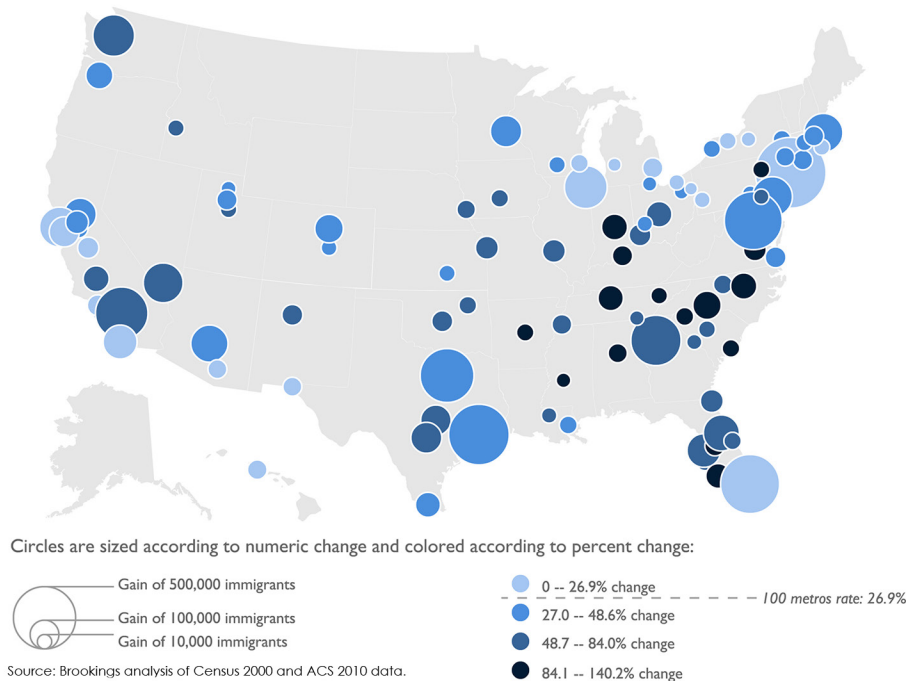 Circles are sized according to numeric change and colored according to percent change:
Gain of 500,000 immigrants
Gain of 100,000 immigrants
Gain of 10,000 immigrants
0 -- 26.9% change
100 metros rate: 26.9%
27.0 -- 48.6% change
48.7 -- 84.0% change
84.1 -- 140.2% change
Source: Brookings analysis of Census 2000 and ACS 2010 data.